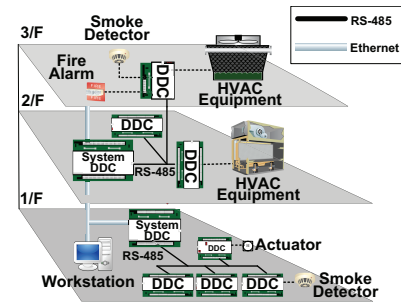 RS-485
Ethernet
3/F
Smoke
Detector
Fire
Alarm
DDC
HVAC
Equipment
2/F
DDC
System
DDC
RS-485
DDC
HVAC
Equipment
1/F
System
DDC
RS-485
Workstation
DDC
Actuator
DDC
DDC
DDC
Smoke
Detector